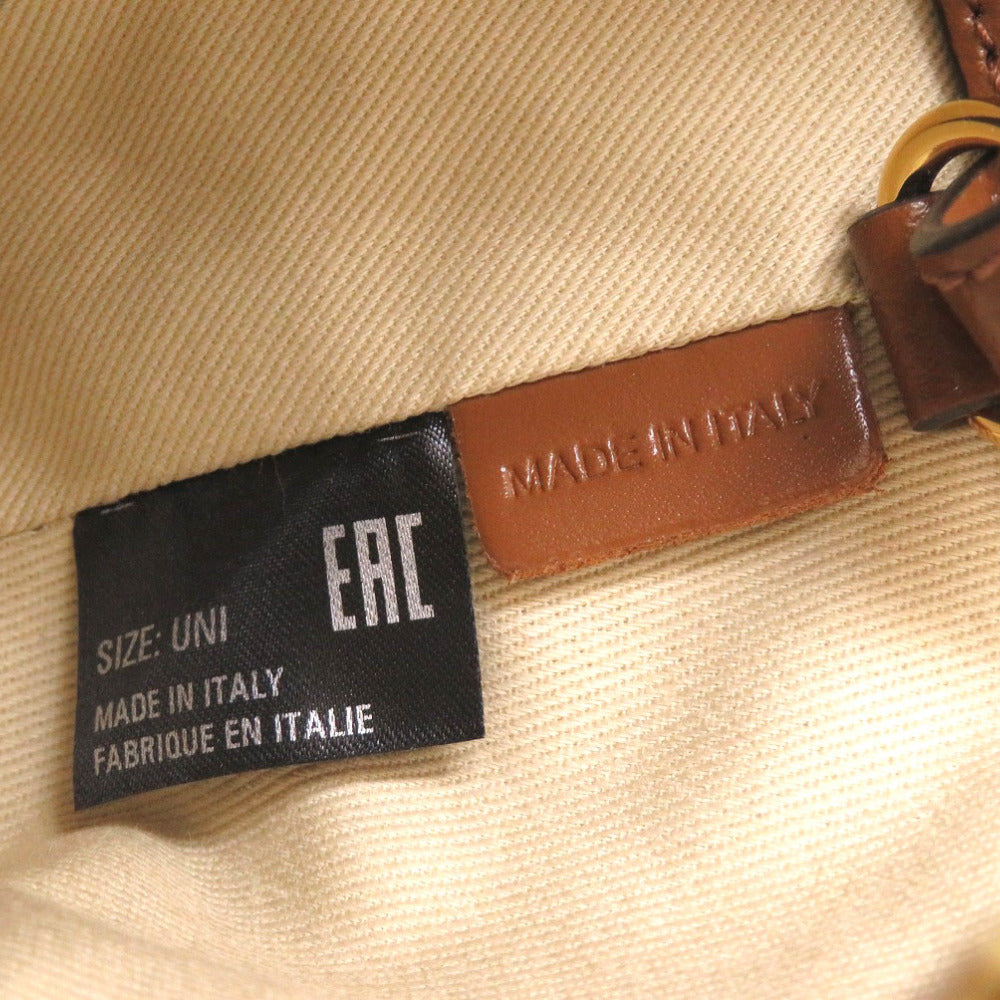 EAC
SIZE: UNI
MADE IN ITALY
FABRIQUE EN ITALIE
MADE IN ITALY